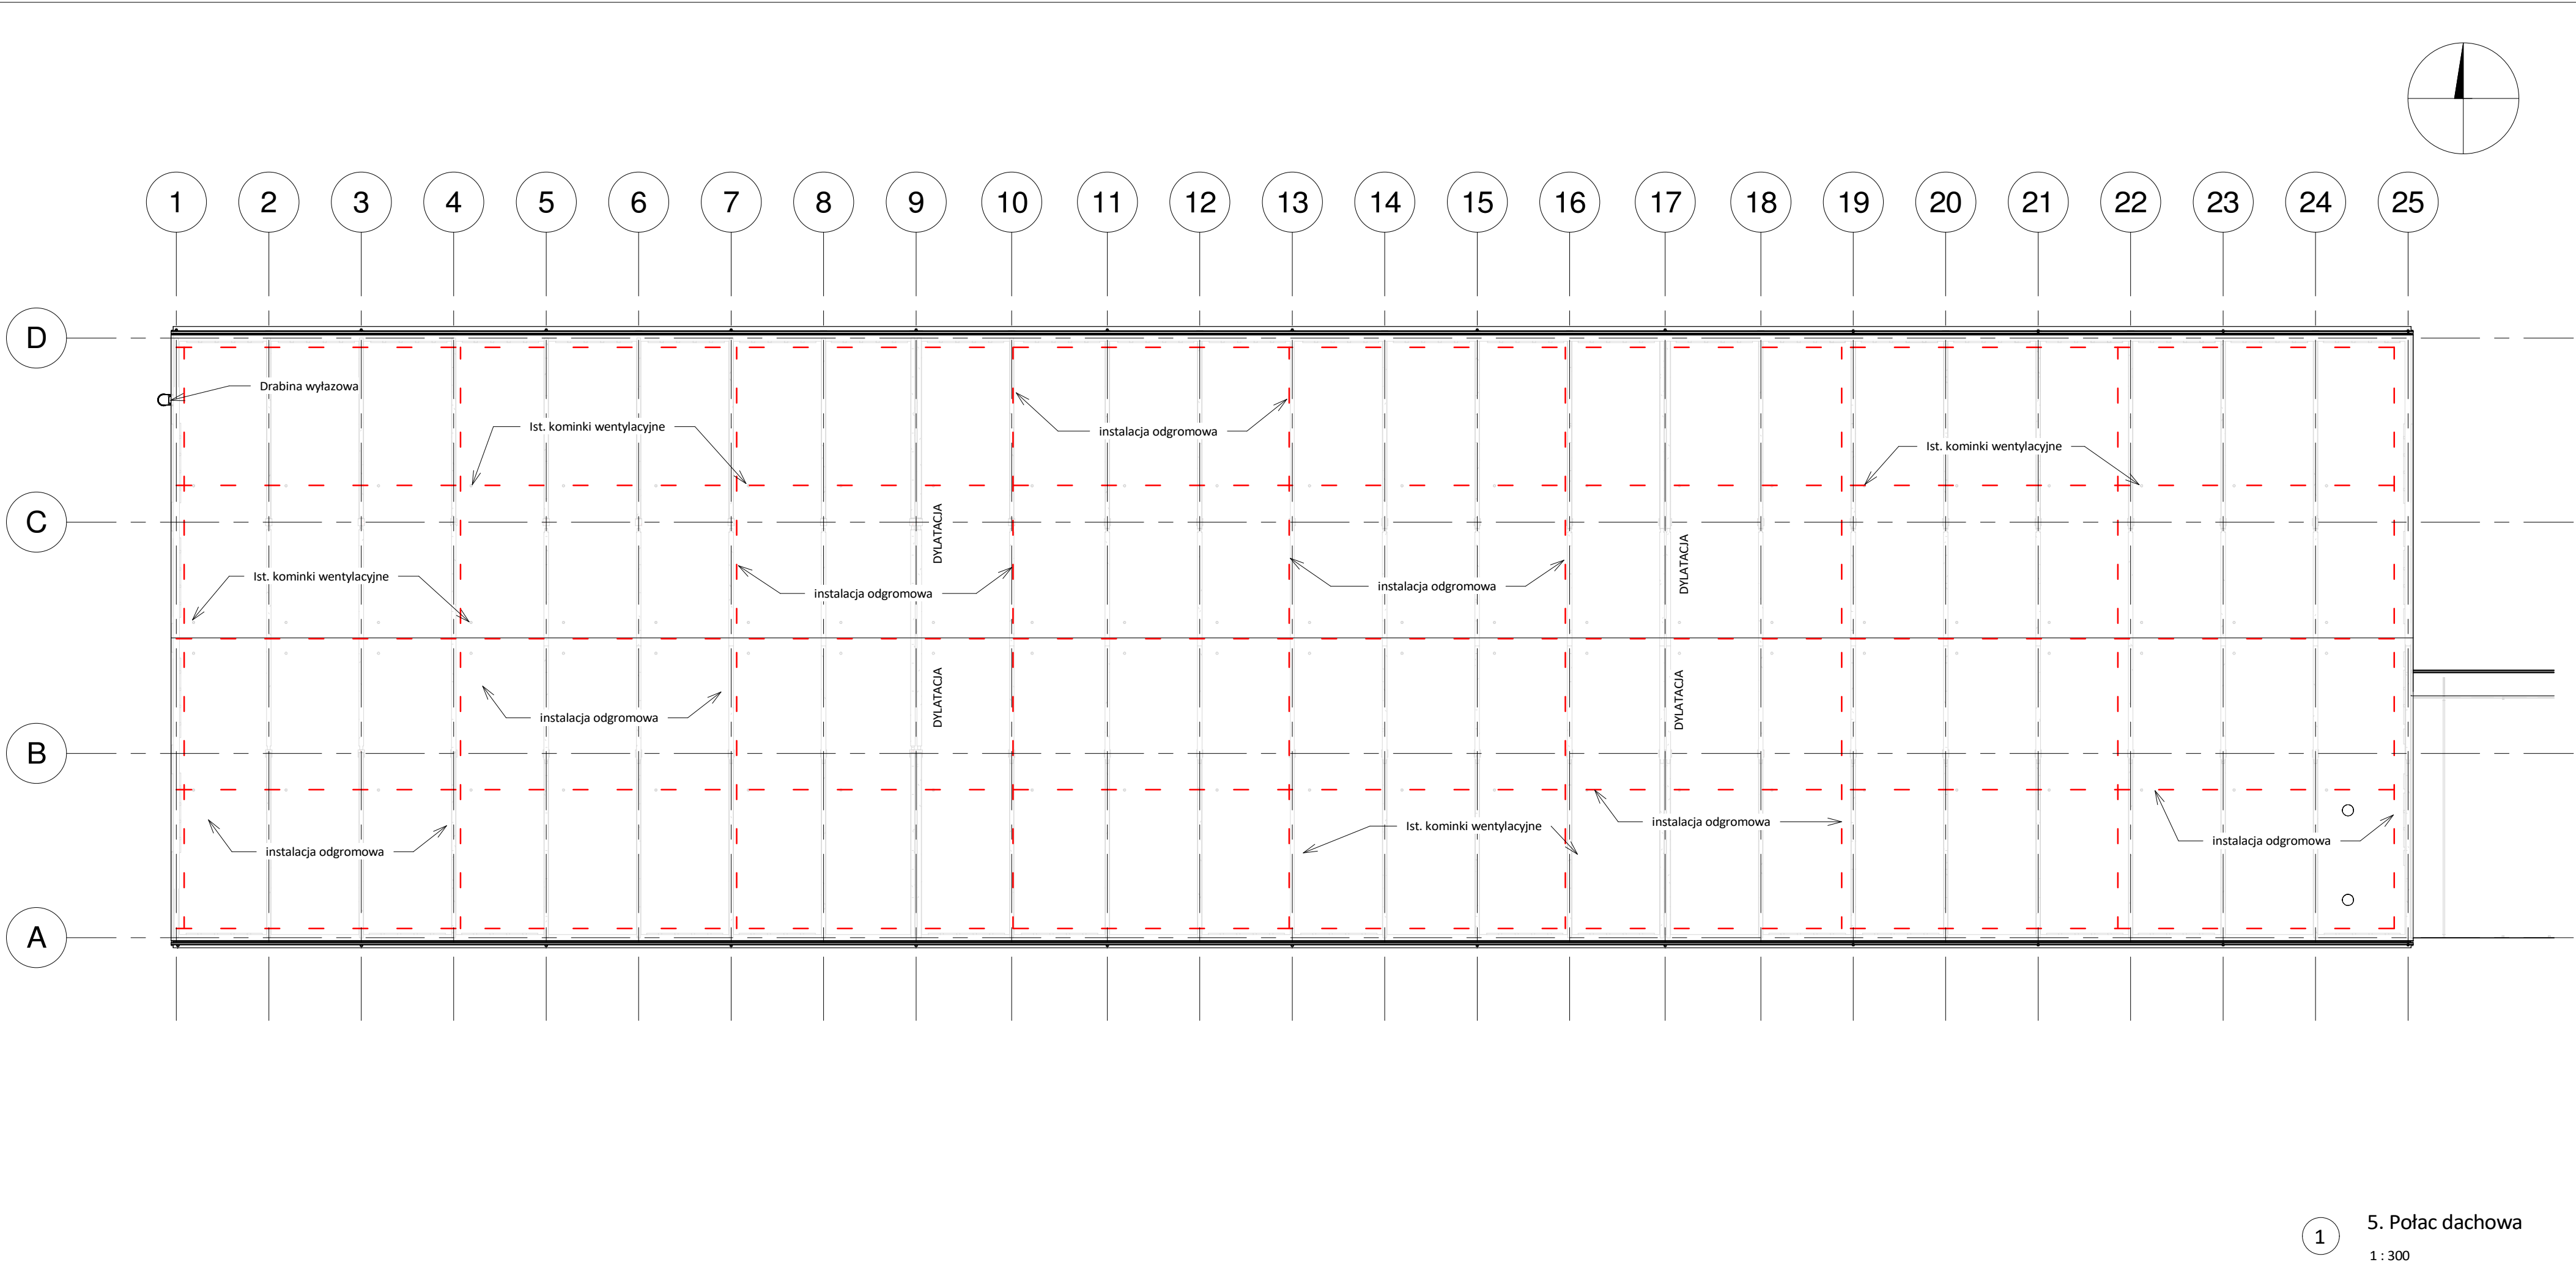 1 2 3 4 5 6 7 8 9 10 11 12 13 14 15 16 17 18 19 20 21 22 23 24 25
D
Drabina wyłazowa
Ist. kominki wentylacyjne
instalacja odgromowa
Ist. kominki wentylacyjne
C
DYLATACJA
DYLATACJA
Ist. kominki wentylacyjne
instalacja odgromowa
instalacja odgromowa
DYLATACJA
DYLATACJA
instalacja odgromowa
B
instalacja odgromowa
Ist. kominki wentylacyjne
instalacja odgromowa
instalacja odgromowa
A
1
5. Połac dachowa
1 : 300